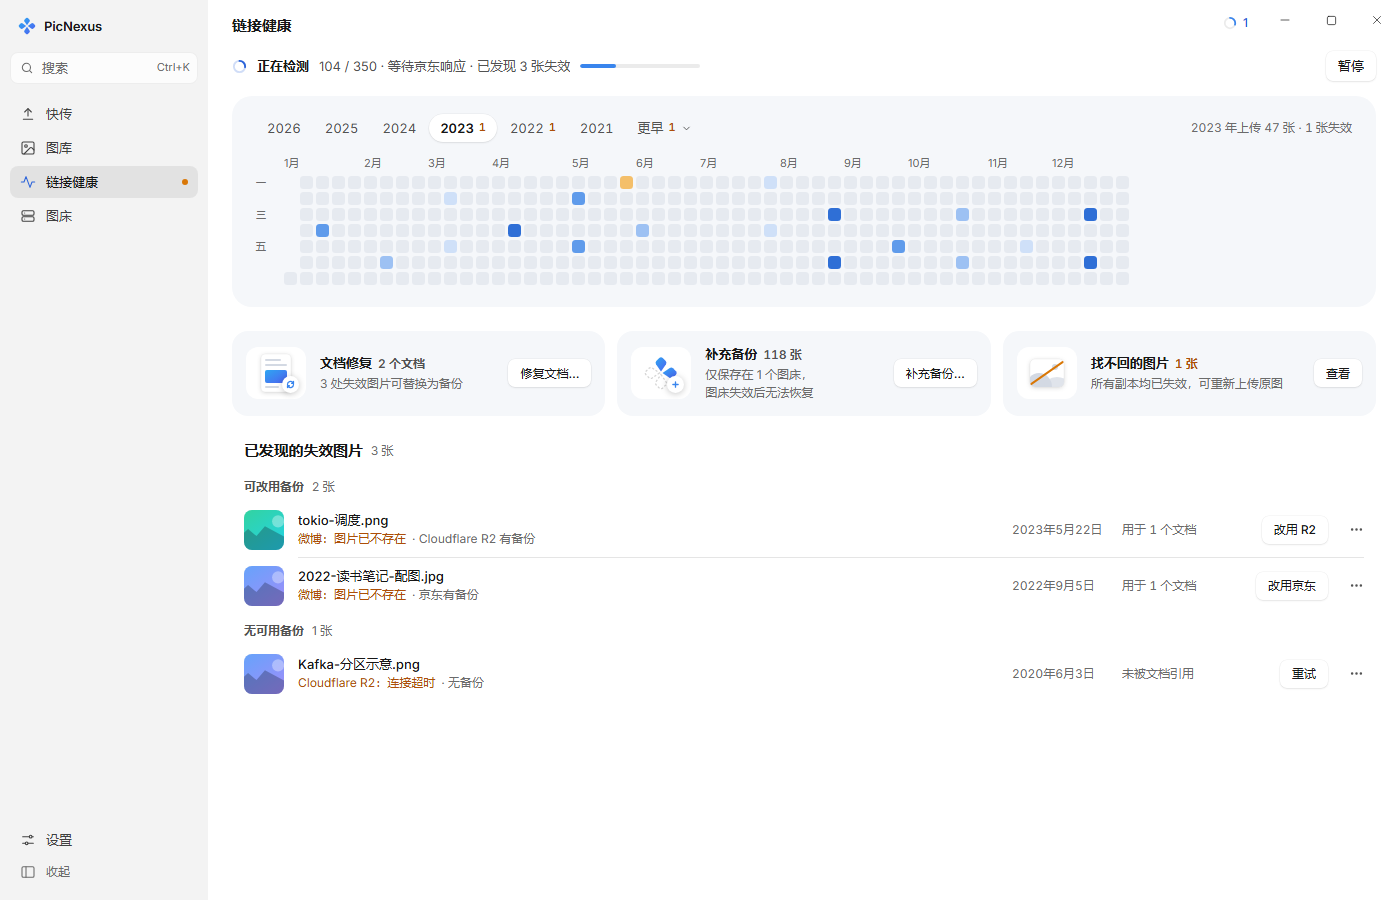 PicNexus
搜索 Ctrl+K
快传
图库
链接健康
图床
设置
收起
链接健康
1
正在检测 104 / 350 · 等待京东响应 · 已发现 3 张失效
暂停
2026 2025 2024 2023 1 2022 1 2021 更早 1
2023 年上传 47 张 · 1 张失效
1月 2月 3月 4月 5月 6月 7月 8月 9月 10月 11月 12月
一
三
五
文档修复 2 个文档
3 处失效图片可替换为备份
修复文档...
补充备份 118 张
仅保存在 1 个图床，
图床失效后无法恢复
补充备份...
找不回的图片 1 张
所有副本均已失效，可重新上传原图
查看
已发现的失效图片 3 张
可改用备份 2 张
tokio-调度.png
微博：图片已不存在 · Cloudflare R2 有备份
2023年5月22日 用于 1 个文档 改用 R2
2022-读书笔记-配图.jpg
微博：图片已不存在 · 京东有备份
2022年9月5日 用于 1 个文档 改用京东
无可用备份 1 张
Kafka-分区示意.png
Cloudflare R2：连接超时 · 无备份
2020年6月3日 未被文档引用 重试